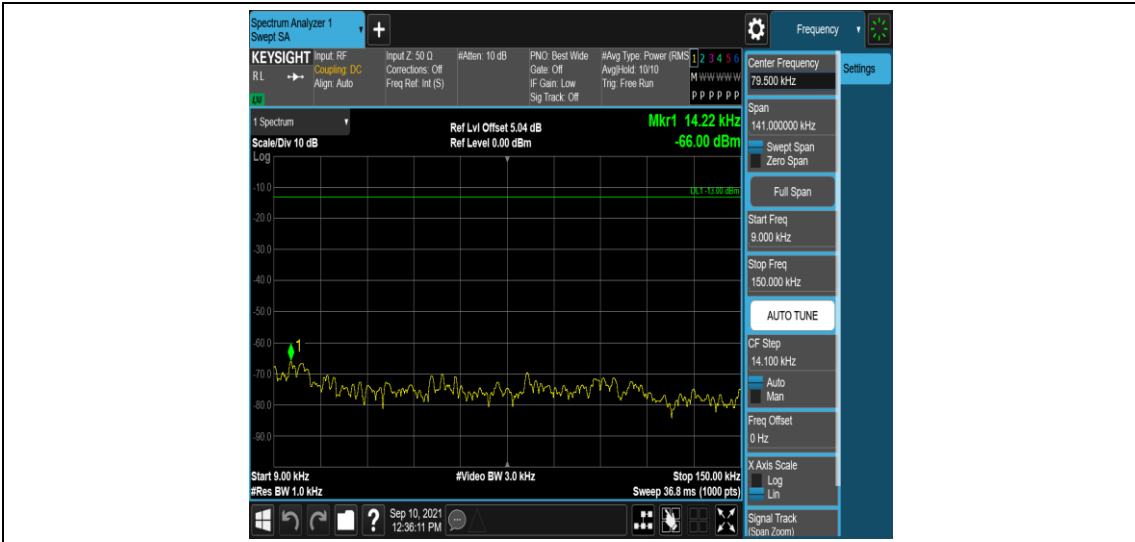 Spectrum Analyzer 1
Swept SA
+
Frequency
KEYSIGHT
RL
LXI
Input: RF
Coupling: DC
Align: Auto
Input Z: 50 Ω
Corrections: Off
Freq Ref: Int (S)
#Atten: 10 dB
PNO: Best Wide
Gate: Off
IF Gain: Low
Sig Track: Off
#Avg Type: Power (RMS
Avg|Hold: 10/10
Trig: Free Run
1 2 3 4 5 6
M W W W W W
P P P P P P
1 Spectrum
Scale/Div 10 dB
Log
Ref Lvl Offset 5.04 dB
Ref Level 0.00 dBm
Mkr1 14.22 kHz
-66.00 dBm
DL1 -13.00 dBm
-10.0
-20.0
-30.0
-40.0
-50.0
-60.0
-70.0
-80.0
-90.0
1
Start 9.00 kHz
#Res BW 1.0 kHz
#Video BW 3.0 kHz
Stop 150.00 kHz
Sweep 36.8 ms (1000 pts)
Center Frequency
79.500 kHz
Settings
Span
141.000000 kHz
Swept Span
Zero Span
Full Span
Start Freq
9.000 kHz
Stop Freq
150.000 kHz
AUTO TUNE
CF Step
14.100 kHz
Auto
Man
Freq Offset
0 Hz
X Axis Scale
Log
Lin
Signal Track
(Span Zoom)
?
Sep 10, 2021
12:36:11 PM